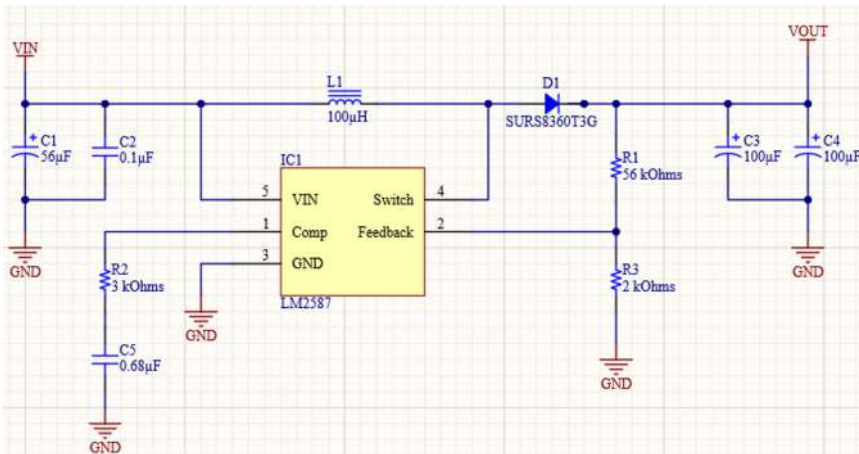 VIN
VOUT
L1
100µH
D1
SURS8360T3G
C1
56µF
C2
0.1µF
R1
56 kOhms
C3
100µF
C4
100µF
IC1
5 VIN Switch 4
1 Comp Feedback 2
3 GND
LM2587
GND
R2
3 kOhms
GND
R3
2 kOhms
GND
GND
C5
0.68µF
GND